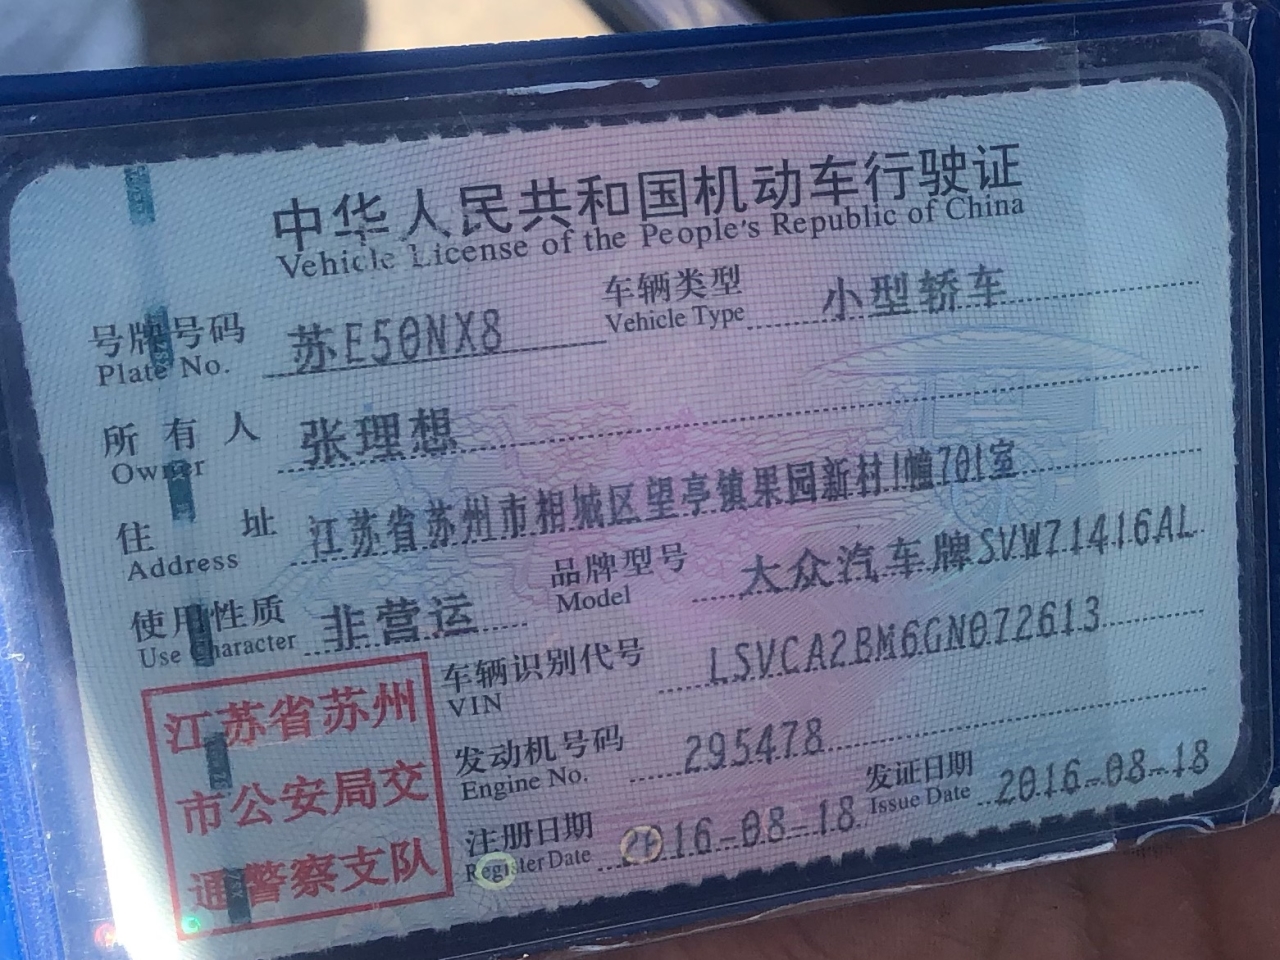 中华人民共和国机动车行驶证
Vehicle License of the People's Republic of China
号牌号码 苏E50NX8 车辆类型 小型轿车
Plate No. Vehicle Type
所有人 张理想
Owner
住址 江苏省苏州市相城区望亭镇果园新村1幢701室
Address
使用性质 非营运 品牌型号 大众汽车牌SVW71416AL
Use Character Model
车辆识别代号 LSVCA2BM6GN072613
VIN
发动机号码 295478
Engine No.
注册日期 2016-08-18 发证日期 2016-08-18
Register Date Issue Date
江苏省苏州
市公安局交
通警察支队